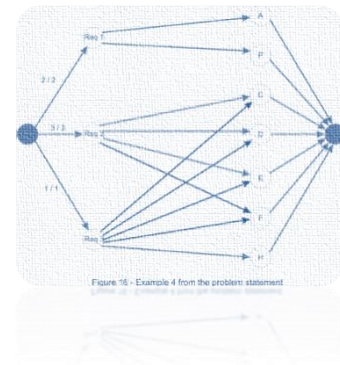 A
Req 1
P
2 / 2
C
3 / 3
Req 2
D
E
1 / 1
F
Req
H
Figure 16 - Example 4 from the problem statement